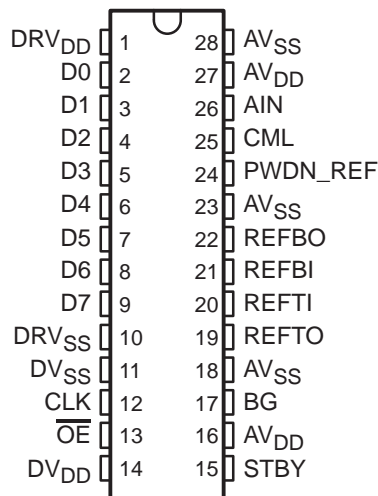 DRVDD 1 28 AVSS
D0 2 27 AVDD
D1 3 26 AIN
D2 4 25 CML
D3 5 24 PWDN_REF
D4 6 23 AVSS
D5 7 22 REFBO
D6 8 21 REFBI
D7 9 20 REFTI
DRVSS 10 19 REFTO
DVSS 11 18 AVSS
CLK 12 17 BG
O̅E̅ 13 16 AVDD
DVDD 14 15 STBY